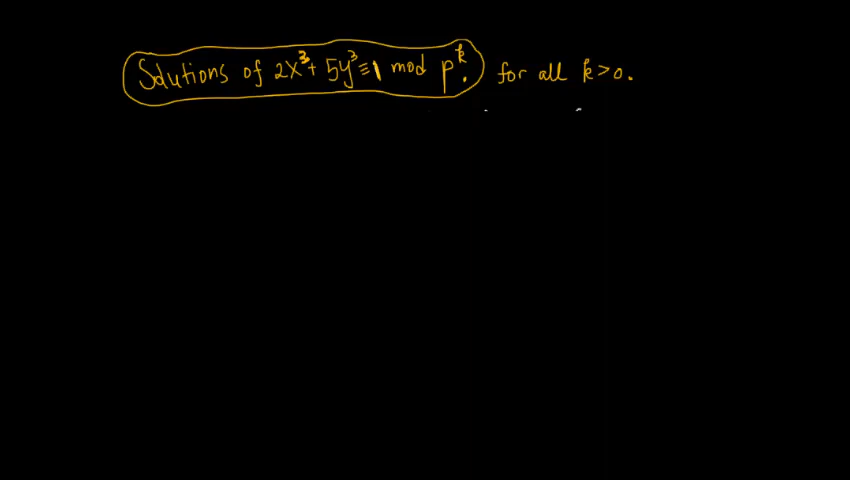 Solutions of 2x³ + 5y³ ≡ 1 mod pᵏ. for all k > 0.